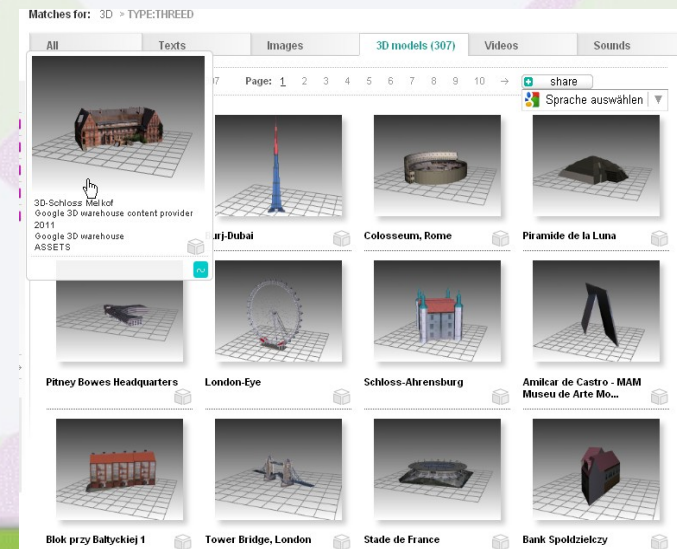 Matches for: 3D > TYPE:THREED
All Texts Images 3D models (307) Videos Sounds
Page: 1 2 3 4 5 6 7 8 9 10 →
share
Sprache auswählen
3D-Schloss Melkof
Google 3D warehouse content provider
2011
Google 3D warehouse
ASSETS
Colosseum, Rome
Piramide de la Luna
Pitney Bowes Headquarters
London-Eye
Schloss-Ahrensburg
Amilcar de Castro - MAM
Museu de Arte Mo...
Blok przy Bałtyckiej 1
Tower Bridge, London
Stade de France
Bank Spoldzielczy